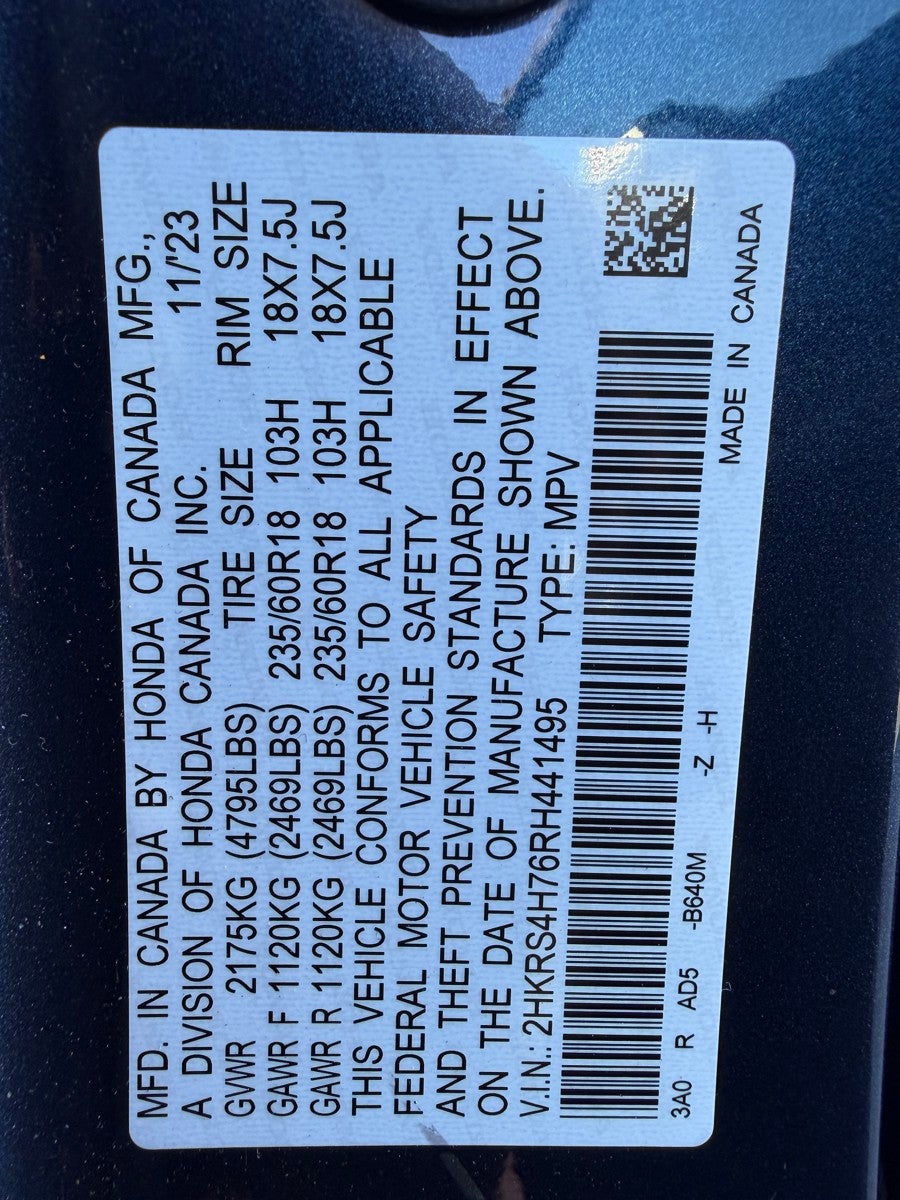 MFD. IN CANADA BY HONDA OF CANADA MFG.,
A DIVISION OF HONDA CANADA INC. 11/'23
GVWR 2175KG (4795LBS) TIRE SIZE RIM SIZE
GAWR F 1120KG (2469LBS) 235/60R18 103H 18X7.5J
GAWR R 1120KG (2469LBS) 235/60R18 103H 18X7.5J
THIS VEHICLE CONFORMS TO ALL APPLICABLE
FEDERAL MOTOR VEHICLE SAFETY
AND THEFT PREVENTION STANDARDS IN EFFECT
ON THE DATE OF MANUFACTURE SHOWN ABOVE.
V.I.N.: 2HKRS4H76RH441495 TYPE: MPV
3A0 R AD5 -B640M -Z -H MADE IN CANADA